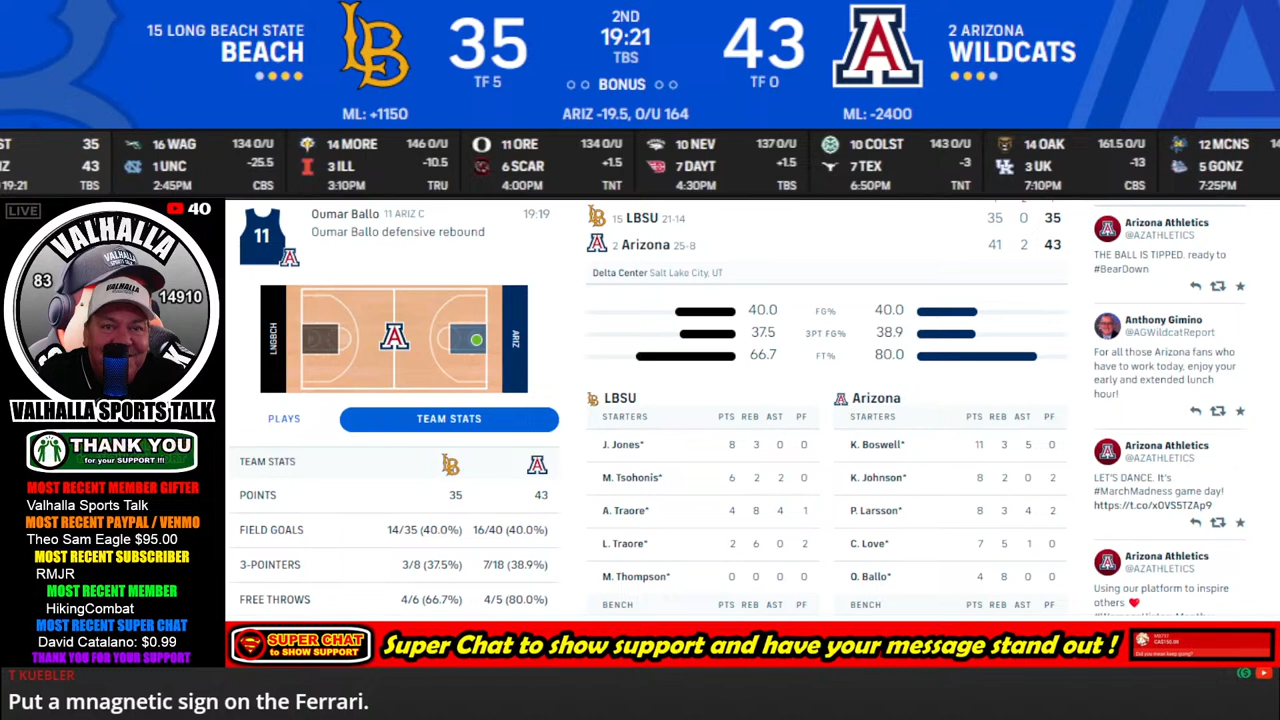 15 LONG BEACH STATE
BEACH
35
TF 5
2ND
19:21
TBS
BONUS
43
TF 0
2 ARIZONA
WILDCATS
ML: +1150
ARIZ -19.5, O/U 164
ML: -2400
ST 35
IZ 43
19:21 TBS
16 WAG 134 O/U
1 UNC -25.5
2:45PM CBS
14 MORE 146 O/U
3 ILL -10.5
3:10PM TRU
11 ORE 134 O/U
6 SCAR +1.5
4:00PM TNT
10 NEV 137 O/U
7 DAYT +1.5
4:30PM TBS
10 COLST 143 O/U
7 TEX -3
6:50PM TNT
14 OAK 161.5 O/U
3 UK -13
7:10PM CBS
12 MCNS
5 GONZ
7:25PM
LIVE
40
VALHALLA
83
14910
VALHALLA SPORTS TALK
THANK YOU
for your SUPPORT !!!
MOST RECENT MEMBER GIFTER
Valhalla Sports Talk
MOST RECENT PAYPAL / VENMO
Theo Sam Eagle $95.00
MOST RECENT SUBSCRIBER
RMJR
MOST RECENT MEMBER
HikingCombat
MOST RECENT SUPER CHAT
David Catalano: $0.99
THANK YOU FOR YOUR SUPPORT
11
Oumar Ballo 11 ARIZ C 19:19
Oumar Ballo defensive rebound
LNGBCH
ARIZ
PLAYS
TEAM STATS
TEAM STATS
POINTS 35 43
FIELD GOALS 14/35 (40.0%) 16/40 (40.0%)
3-POINTERS 3/8 (37.5%) 7/18 (38.9%)
FREE THROWS 4/6 (66.7%) 4/5 (80.0%)
15 LBSU 21-14 35 0 35
2 Arizona 25-8 41 2 43
Delta Center Salt Lake City, UT
40.0 FG% 40.0
37.5 3PT FG% 38.9
66.7 FT% 80.0
LBSU
STARTERS PTS REB AST PF
J. Jones* 8 3 0 0
M. Tsohonis* 6 2 2 0
A. Traore* 4 8 4 1
L. Traore* 2 6 0 2
M. Thompson* 0 0 0 0
BENCH PTS REB AST PF
Arizona
STARTERS PTS REB AST PF
K. Boswell* 11 3 5 0
K. Johnson* 8 2 0 2
P. Larsson* 8 3 4 2
C. Love* 7 5 1 0
O. Ballo* 4 8 0 0
BENCH PTS REB AST PF
Arizona Athletics
@AZATHLETICS
THE BALL IS TIPPED. ready to
#BearDown
Anthony Gimino
@AGWildcatReport
For all those Arizona fans who
have to work today, enjoy your
early and extended lunch
hour!
Arizona Athletics
@AZATHLETICS
LET'S DANCE. It's
#MarchMadness game day!
https://t.co/xOVS5TZAp9
Arizona Athletics
@AZATHLETICS
Using our platform to inspire
others
SUPER CHAT
to SHOW SUPPORT
Super Chat to show support and have your message stand out !
T KUEBLER
Put a mnagnetic sign on the Ferrari.